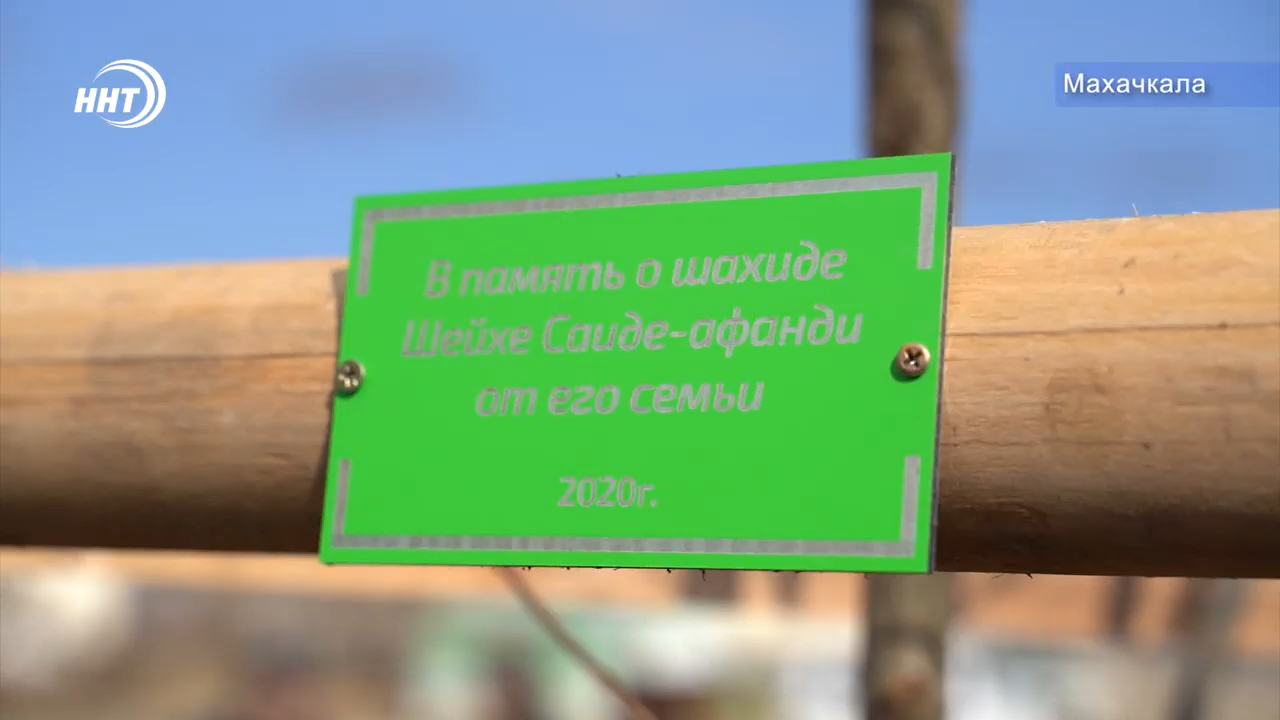 ННТ
Махачкала
В память о шахиде
Шейхе Саиде-афанди
от его семьи
2020г.